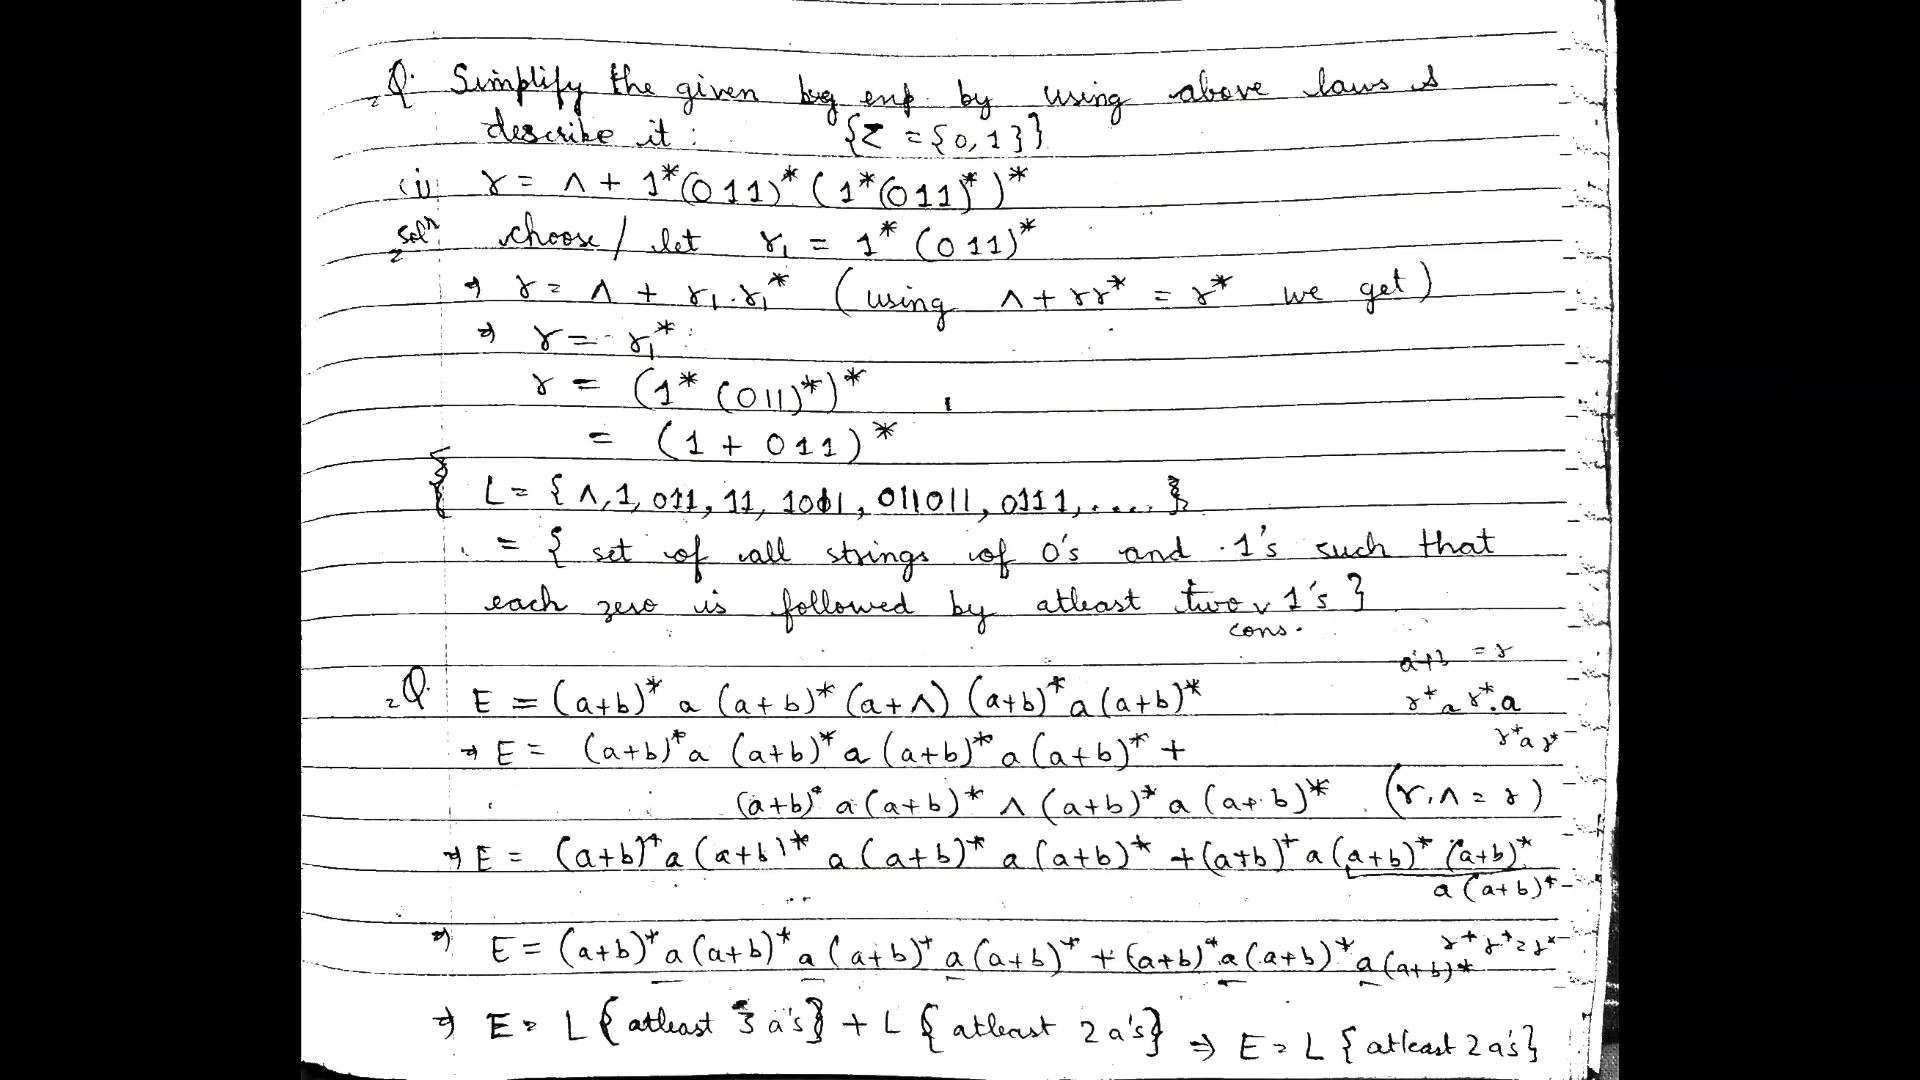 Q. Simplify the given reg exp. by using above laws &
describe it : {Σ = {0,1}}
(i) r = Λ + 1*(011)*(1*(011)*)*
Solⁿ choose / let r₁ = 1* (011)*
⇒ r = Λ + r₁.r₁* (using Λ + rr* = r* we get)
⇒ r = r₁*
r = (1* (011)*)*
= (1 + 011)*
{ L = { Λ, 1, 011, 11, 1001, 011011, 0111, .... }
= { set of all strings of 0's and 1's such that
each zero is followed by atleast two ᵥ 1's }
cons.
a+b = r
Q. E = (a+b)* a (a+b)* (a+Λ) (a+b)* a (a+b)*
r* a r*.a
⇒ E = (a+b)* a (a+b)* a (a+b)* a (a+b)* +
r* a r*
(a+b)* a (a+b)* Λ (a+b)* a (a+b)* (r.Λ = r)
⇒ E = (a+b)* a (a+b)* a (a+b)* a (a+b)* + (a+b)* a (a+b)* (a+b)*
a (a+b)*
⇒ E = (a+b)* a (a+b)* a (a+b)* a (a+b)* + (a+b)* a (a+b)* a (a+b)*
r* r* = r*
⇒ E = L { atleast 3 a's } + L { atleast 2 a's } ⇒ E = L { atleast 2 a's }